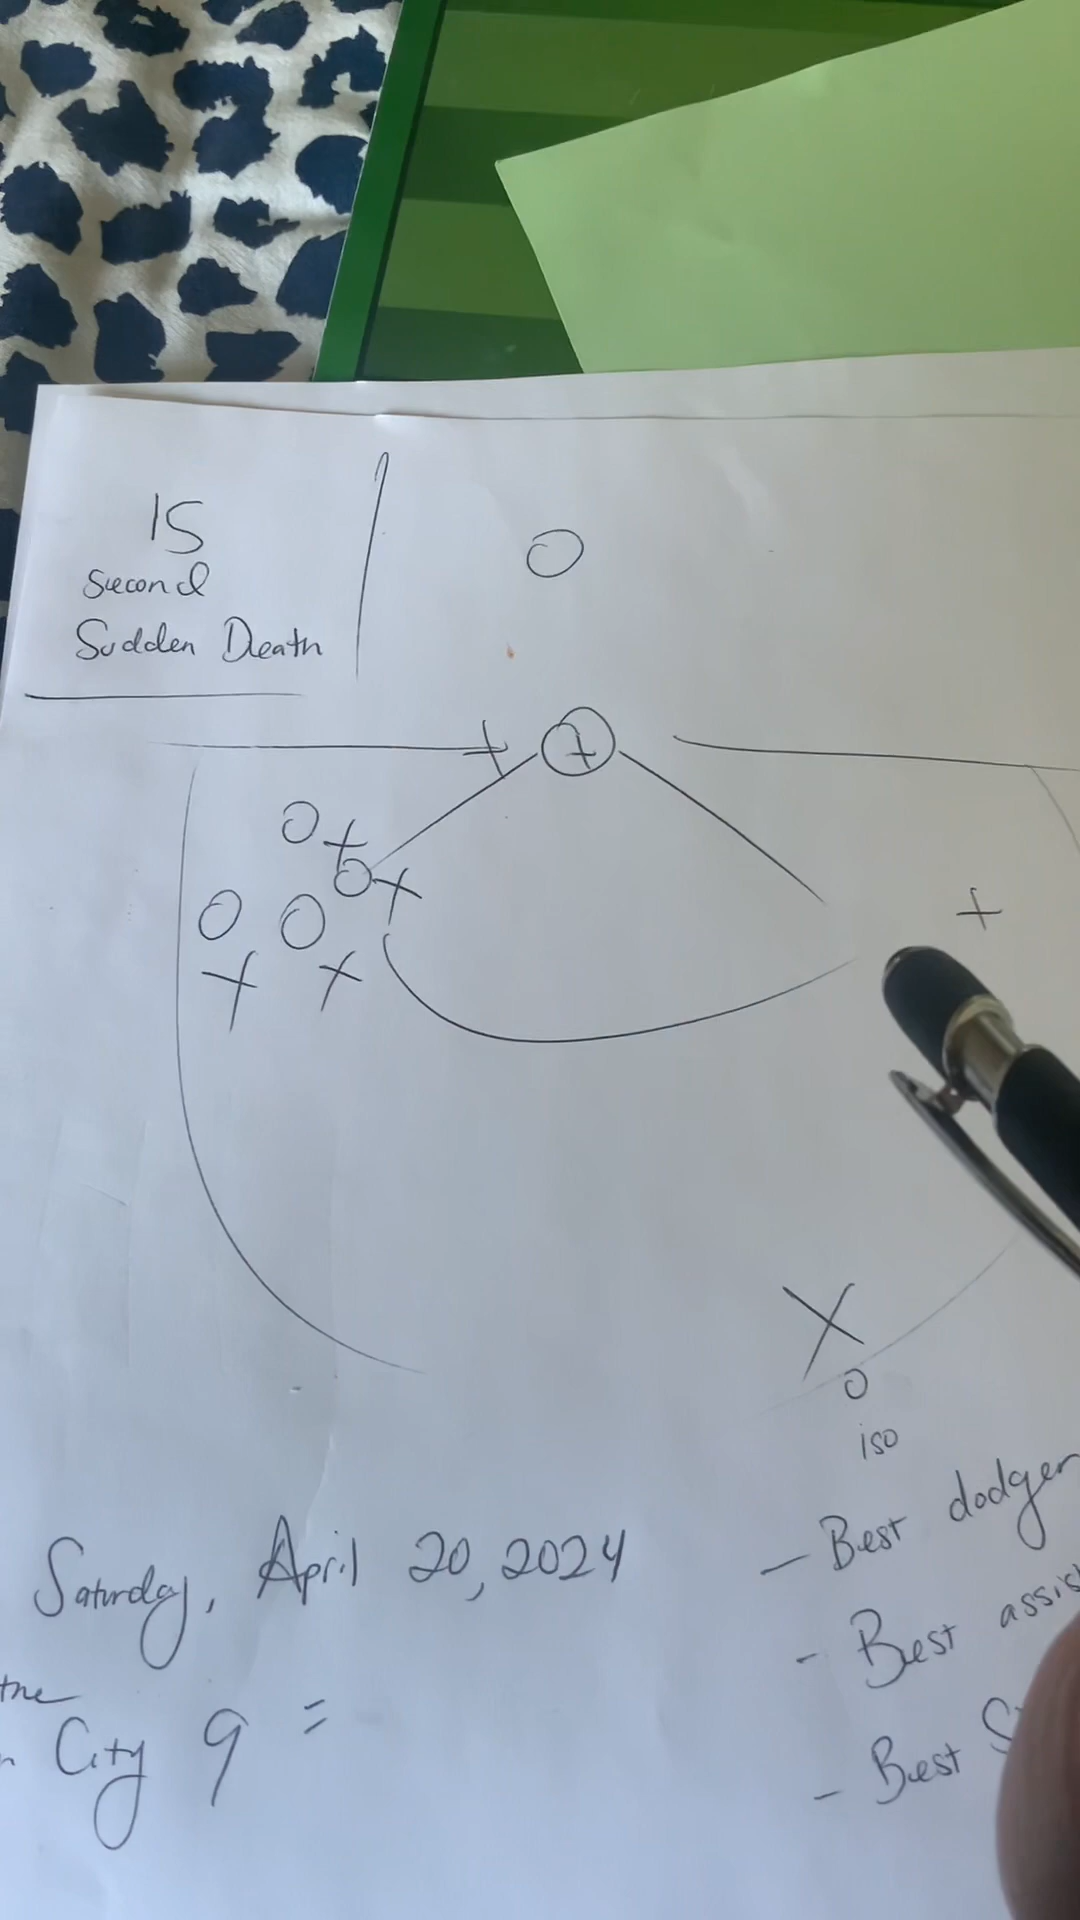 15
second
Sudden Death
iso
Saturday, April 20, 2024
- Best dodger
- Best
the
City 9 =
- Best